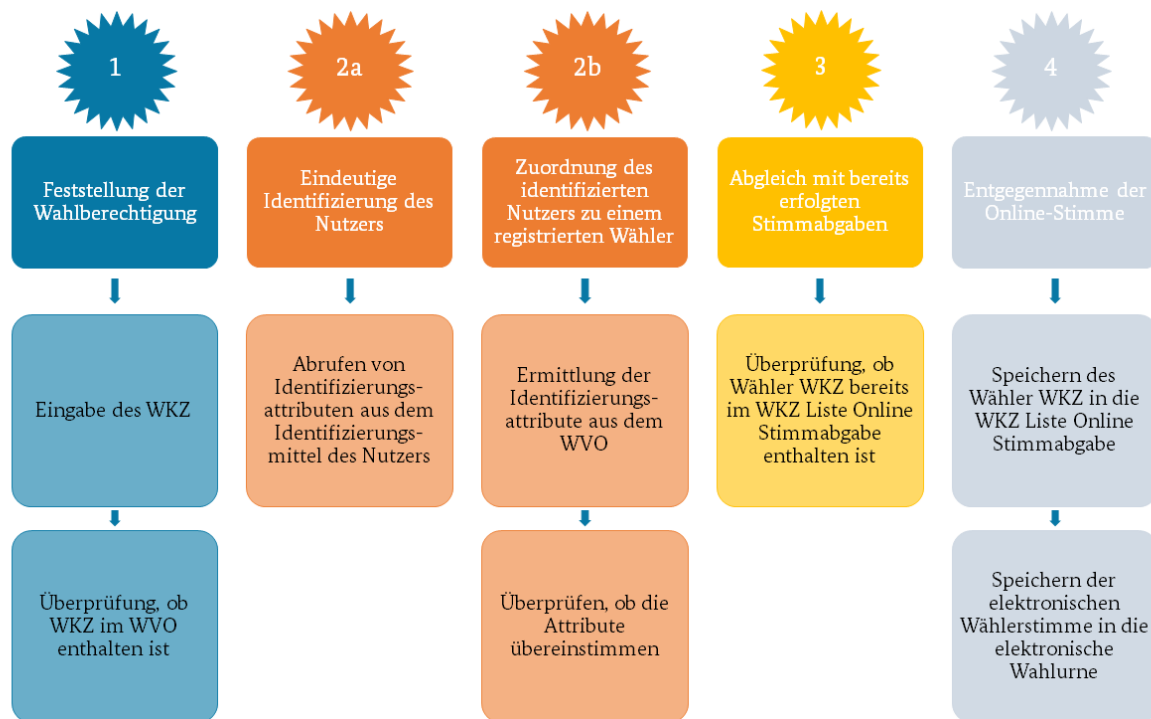 1
2a
2b
3
4
Feststellung der
Wahlberechtigung
Eindeutige
Identifizierung des
Nutzers
Zuordnung des
identifizierten
Nutzers zu einem
registrierten Wähler
Abgleich mit bereits
erfolgten
Stimmabgaben
Entgegennahme der
Online-Stimme
Eingabe des WKZ
Abrufen von
Identifizierungs-
attributen aus dem
Identifizierungs-
mittel des Nutzers
Ermittlung der
Identifizierungs-
attribute aus dem
WVO
Überprüfung, ob
Wähler WKZ bereits
im WKZ Liste Online
Stimmabgabe
enthalten ist
Speichern des
Wähler WKZ in die
WKZ Liste Online
Stimmabgabe
Überprüfung, ob
WKZ im WVO
enthalten ist
Überprüfen, ob die
Attribute
übereinstimmen
Speichern der
elektronischen
Wählerstimme in die
elektronische
Wahlurne